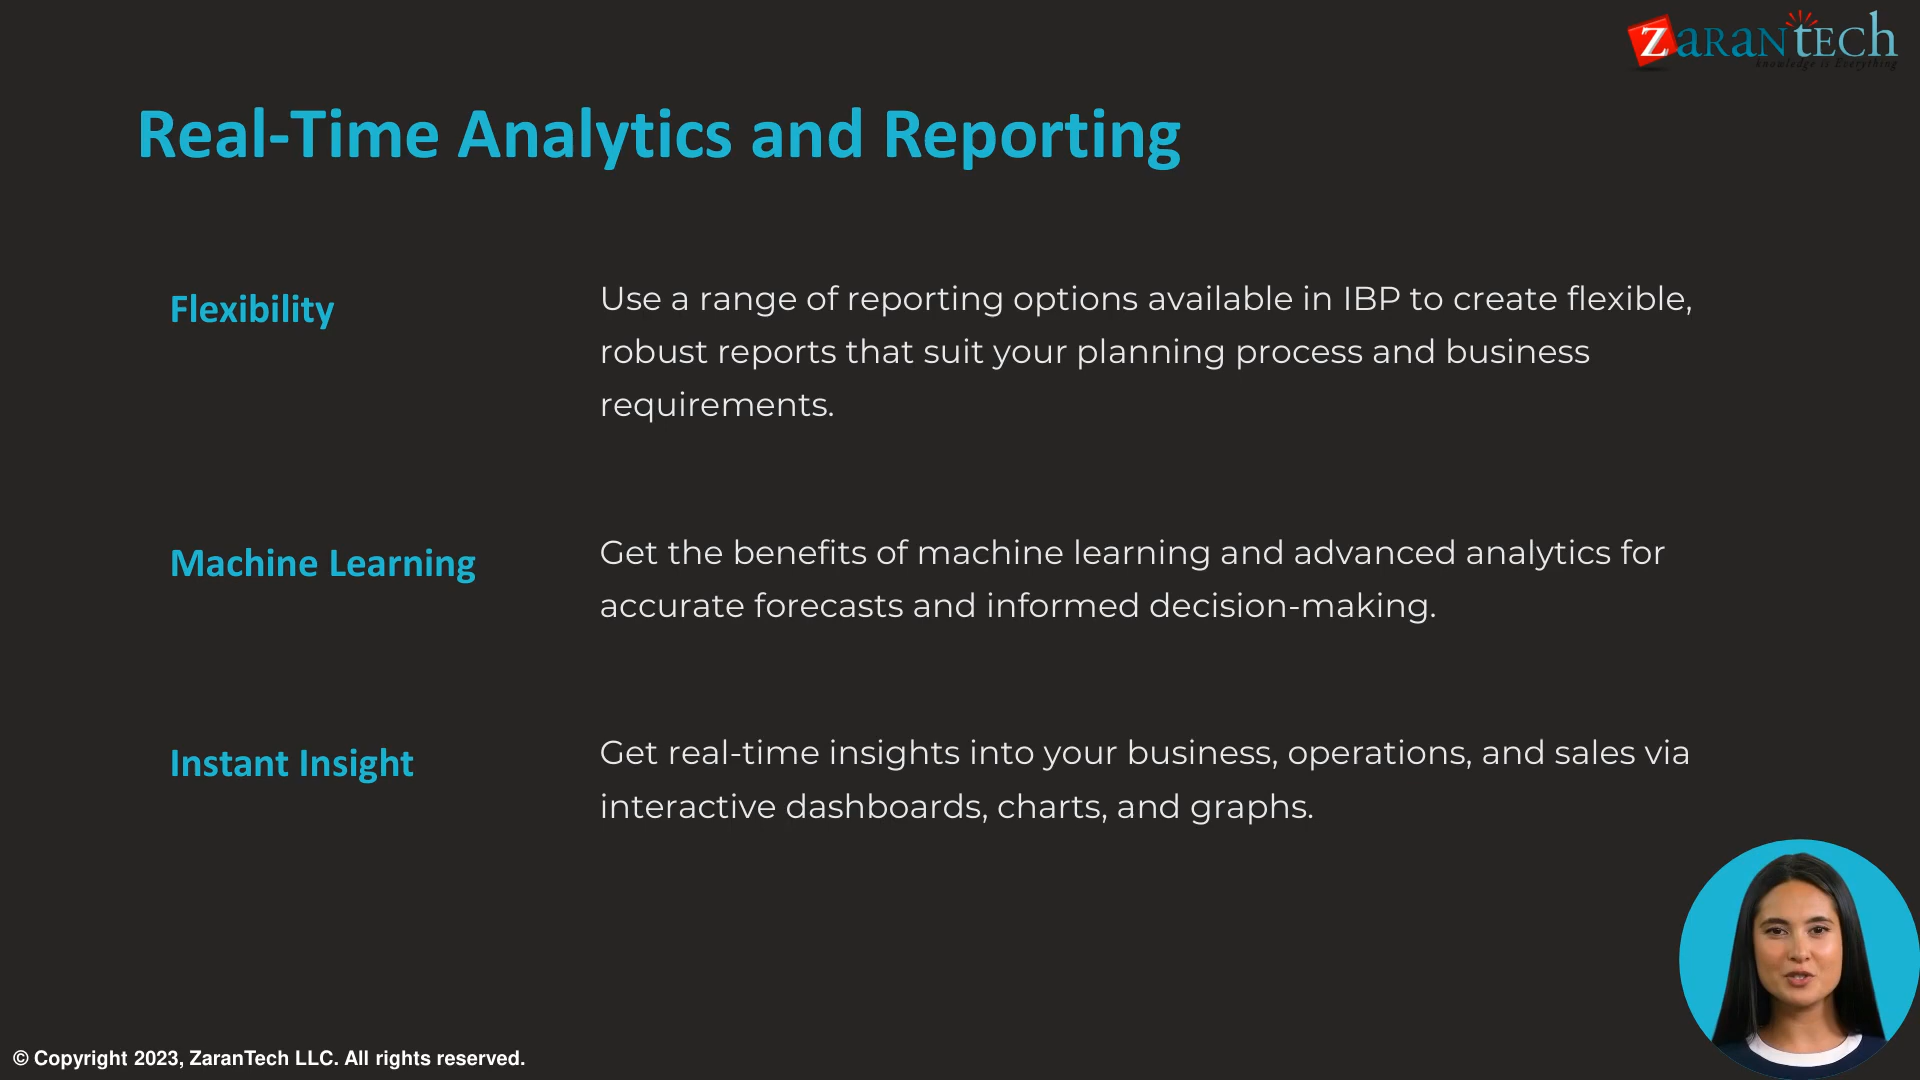 ZaranTech
knowledge is Everything
Real-Time Analytics and Reporting
Flexibility
Use a range of reporting options available in IBP to create flexible,
robust reports that suit your planning process and business
requirements.
Machine Learning
Get the benefits of machine learning and advanced analytics for
accurate forecasts and informed decision-making.
Instant Insight
Get real-time insights into your business, operations, and sales via
interactive dashboards, charts, and graphs.
© Copyright 2023, ZaranTech LLC. All rights reserved.